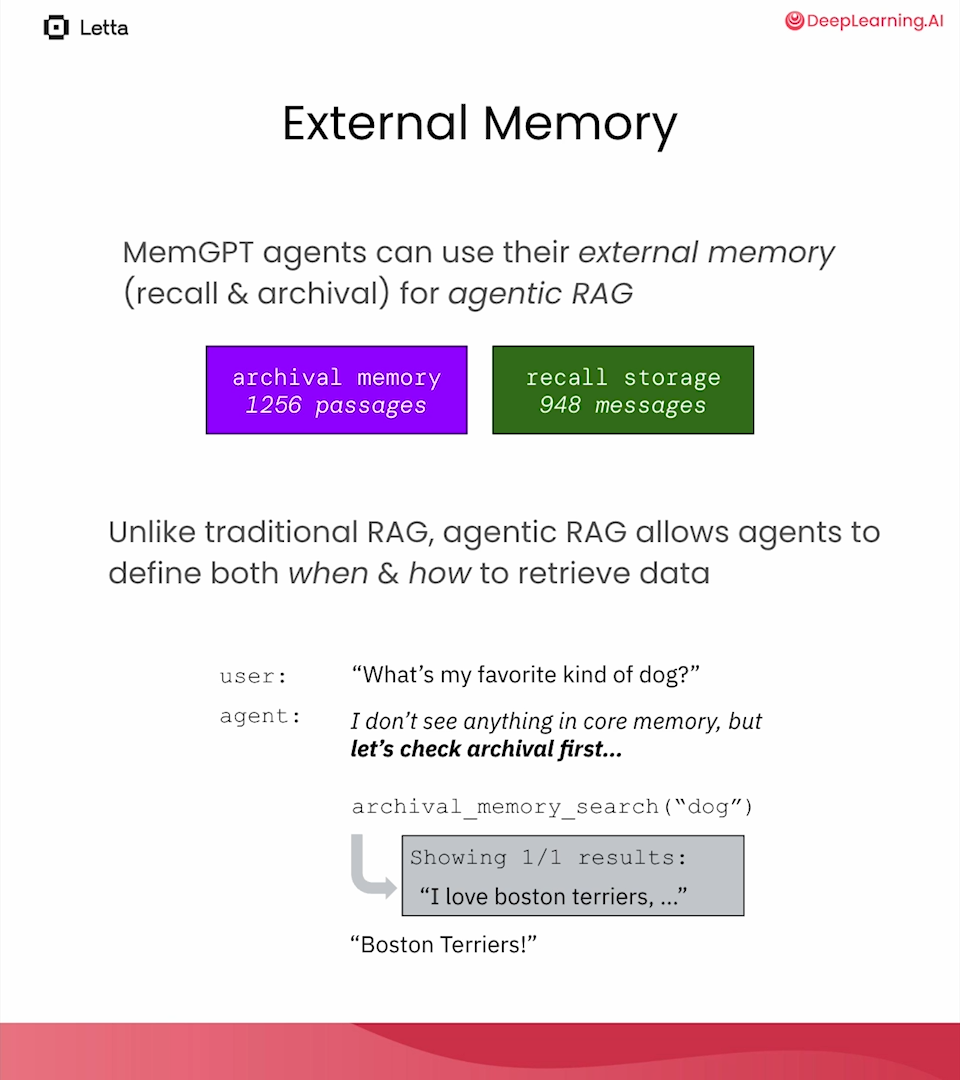 Letta
DeepLearning.AI
External Memory
MemGPT agents can use their external memory
(recall & archival) for agentic RAG
archival memory
1256 passages
recall storage
948 messages
Unlike traditional RAG, agentic RAG allows agents to
define both when & how to retrieve data
user: “What’s my favorite kind of dog?”
agent: I don’t see anything in core memory, but
let’s check archival first...
archival_memory_search(“dog”)
Showing 1/1 results:
“I love boston terriers, ...”
“Boston Terriers!”